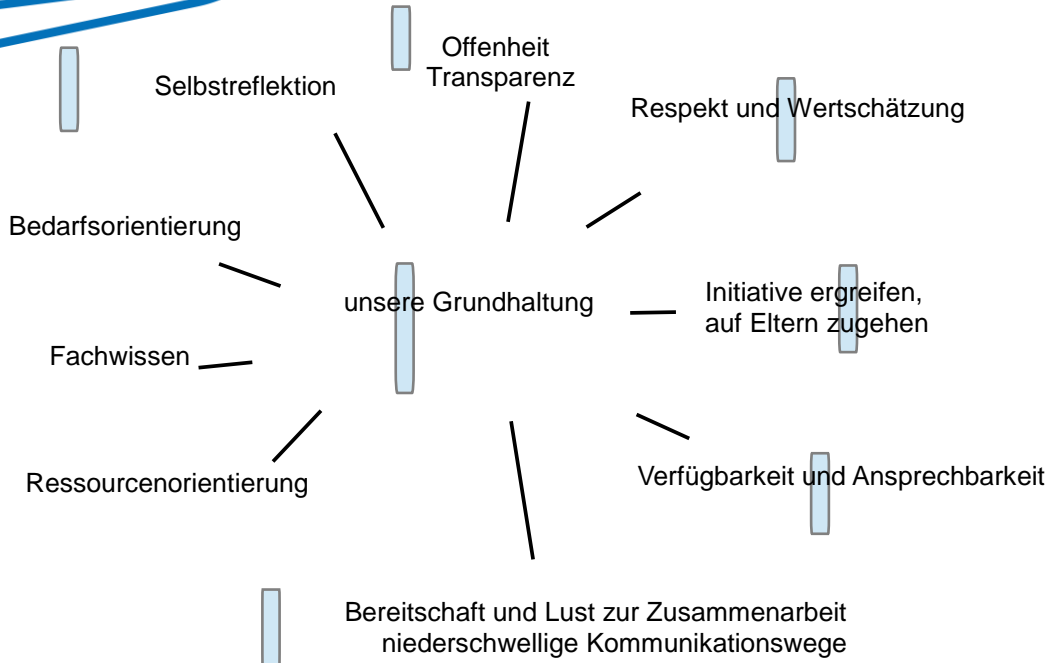 Offenheit
Transparenz
Selbstreflektion
Respekt und Wertschätzung
Bedarfsorientierung
unsere Grundhaltung
Initiative ergreifen,
auf Eltern zugehen
Fachwissen
Ressourcenorientierung
Verfügbarkeit und Ansprechbarkeit
Bereitschaft und Lust zur Zusammenarbeit
niederschwellige Kommunikationswege